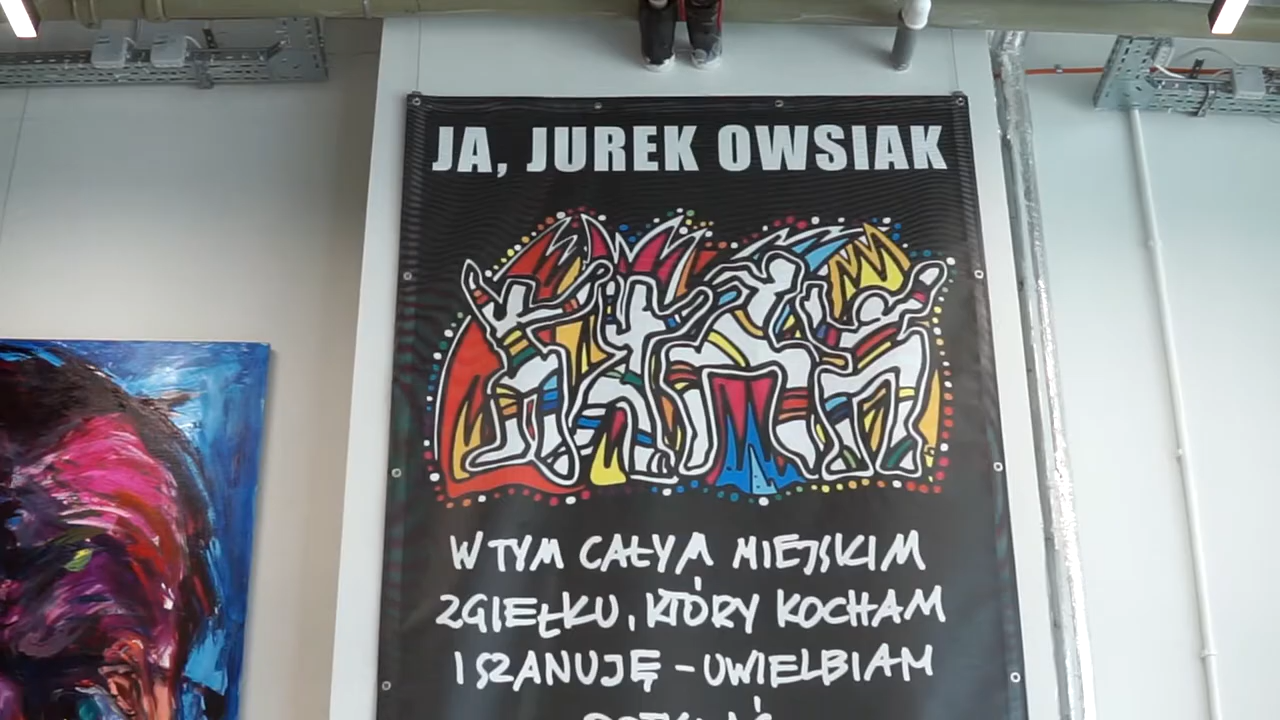 JA, JUREK OWSIAK
W TYM CAŁYM MIEJSKIM
ZGIEŁKU, KTÓRY KOCHAM
I SZANUJĘ – UWIELBIAM